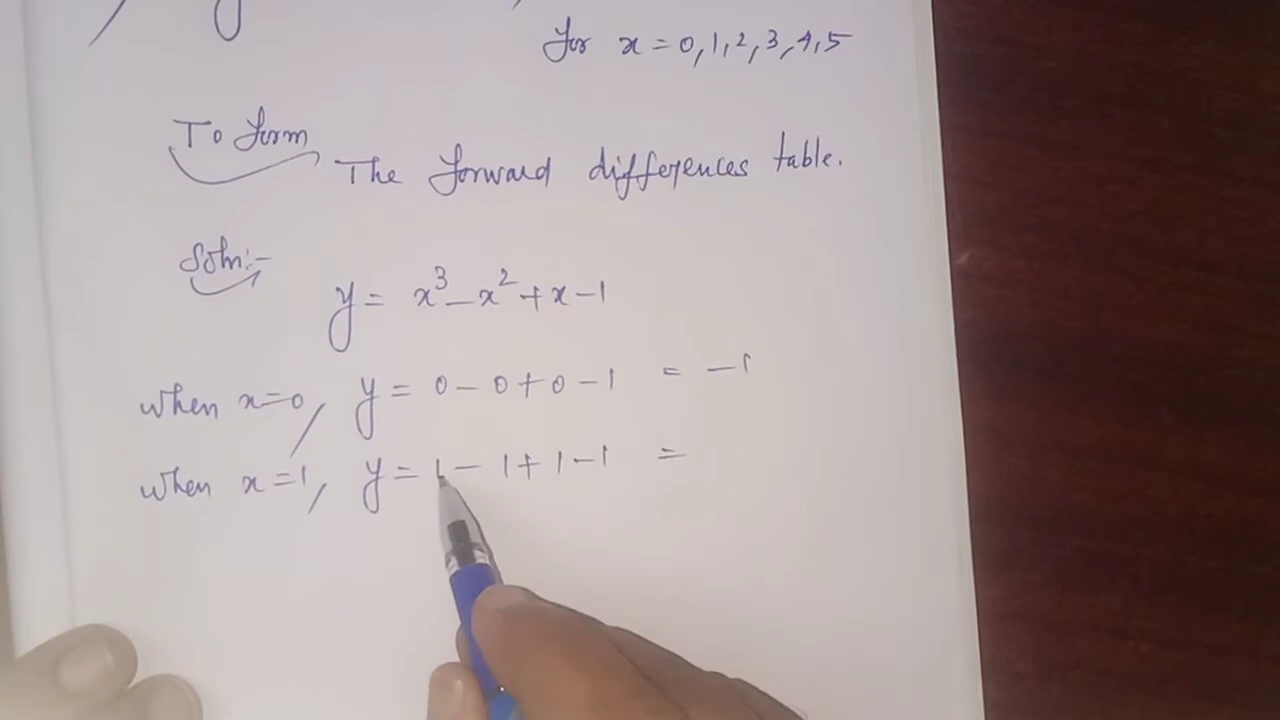 for x = 0, 1, 2, 3, 4, 5
To form
The forward differences table.
Soln:-
y = x³ - x² + x - 1
when x=0, y = 0 - 0 + 0 - 1 = -1
when x=1, y = 1 - 1 + 1 - 1 =